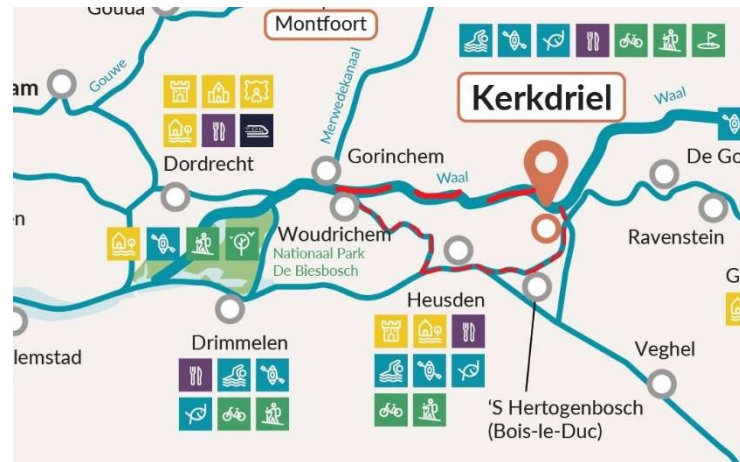 Gouda
Montfoort
Gouwe
am
Merwedekanaal
Kerkdriel
Waal
Dordrecht
Gorinchem
Waal
De Go
en
Woudrichem
Nationaal Park
De Biesbosch
Ravenstein
Heusden
G
lemstad
Drimmelen
Veghel
'S Hertogenbosch
(Bois-le-Duc)